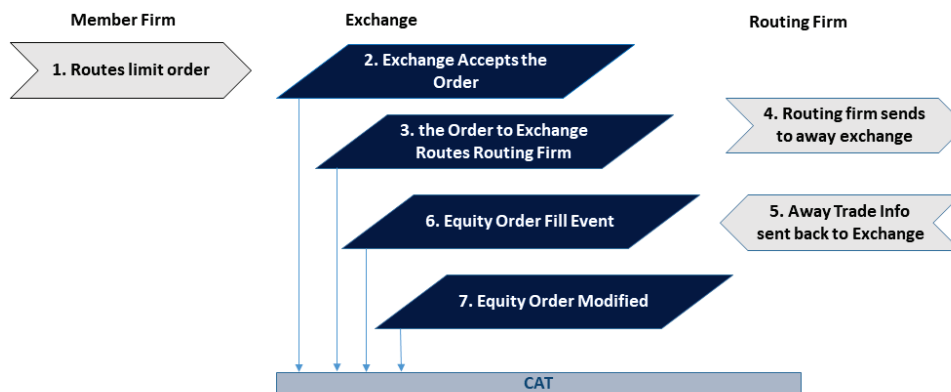 Member Firm
Exchange
Routing Firm
1. Routes limit order
2. Exchange Accepts the
Order
3. the Order to Exchange
Routes Routing Firm
4. Routing firm sends
to away exchange
6. Equity Order Fill Event
5. Away Trade Info
sent back to Exchange
7. Equity Order Modified
CAT